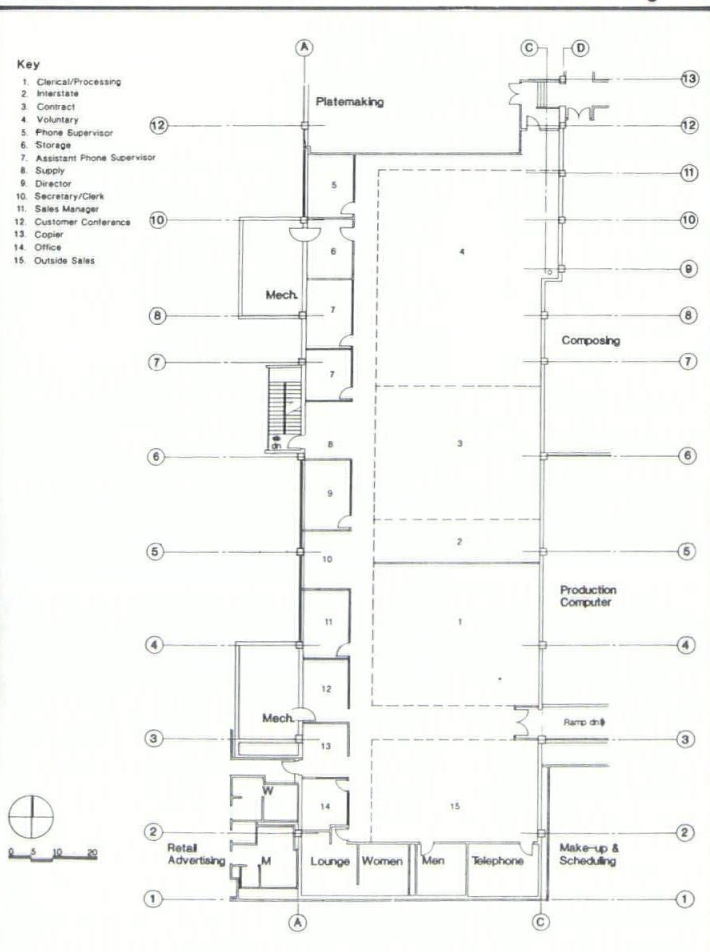 Key
1. Clerical/Processing
2. Interstate
3. Contract
4. Voluntary
5. Phone Supervisor
6. Storage
7. Assistant Phone Supervisor
8. Supply
9. Director
10. Secretary/Clerk
11. Sales Manager
12. Customer Conference
13. Copier
14. Office
15. Outside Sales
A C D
13
Platemaking
12 12
11
5
10 10
6 4
9
Mech.
7
8 8
Composing
7 7
7
dn 8 3
6 6
9
2
5 5
10
Production
Computer
11 1
4 4
12
Mech. Ramp dn
3 3
13
W
14 15
0 5 10 20
2 2
Retail
Advertising M Lounge Women Men Telephone Make-up &
Scheduling
1 1
A C